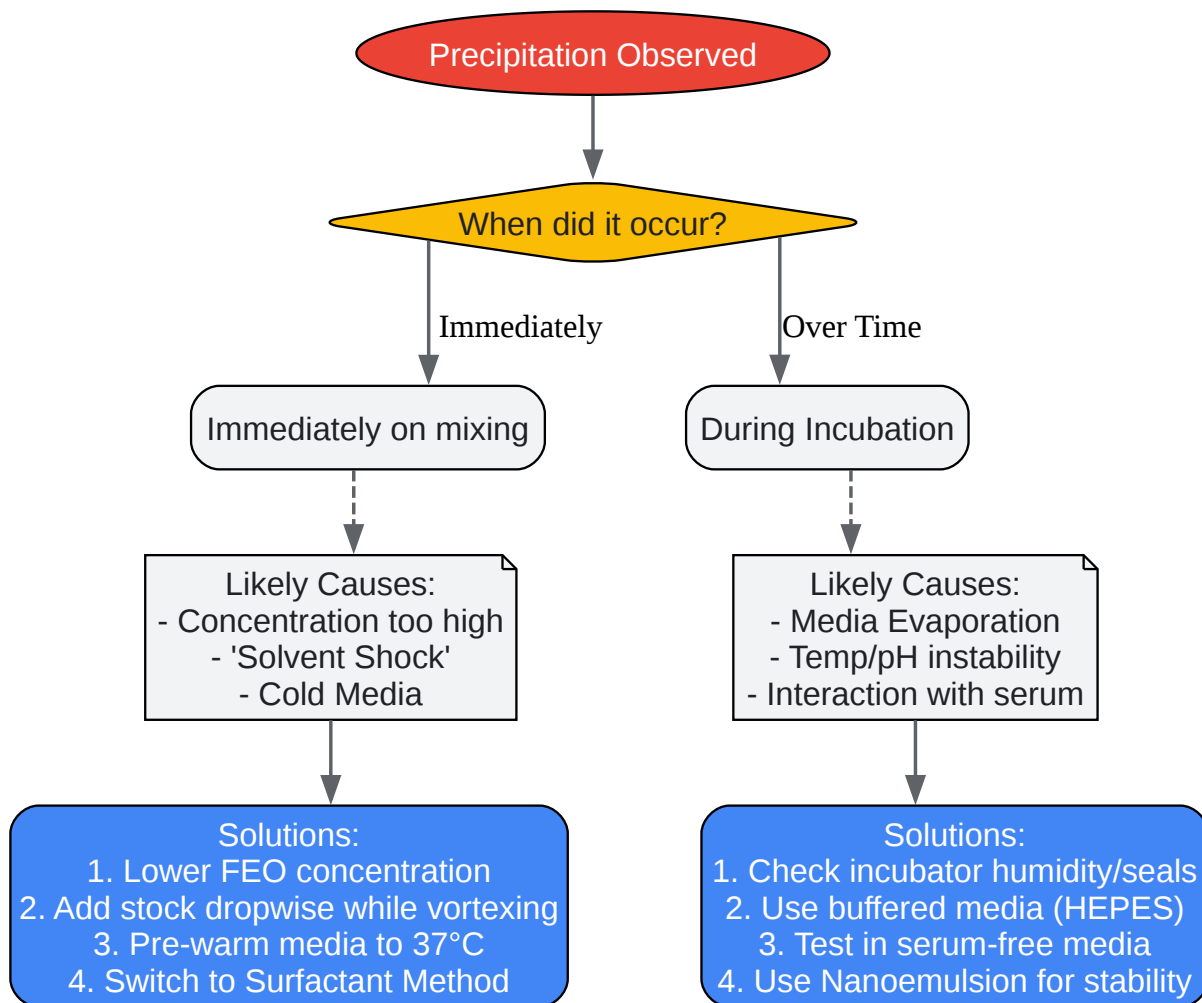 Precipitation Observed
When did it occur?
Immediately
Over Time
Immediately on mixing
During Incubation
Likely Causes:
- Concentration too high
- 'Solvent Shock'
- Cold Media
Likely Causes:
- Media Evaporation
- Temp/pH instability
- Interaction with serum
Solutions:
1. Lower FEO concentration
2. Add stock dropwise while vortexing
3. Pre-warm media to 37°C
4. Switch to Surfactant Method
Solutions:
1. Check incubator humidity/seals
2. Use buffered media (HEPES)
3. Test in serum-free media
4. Use Nanoemulsion for stability